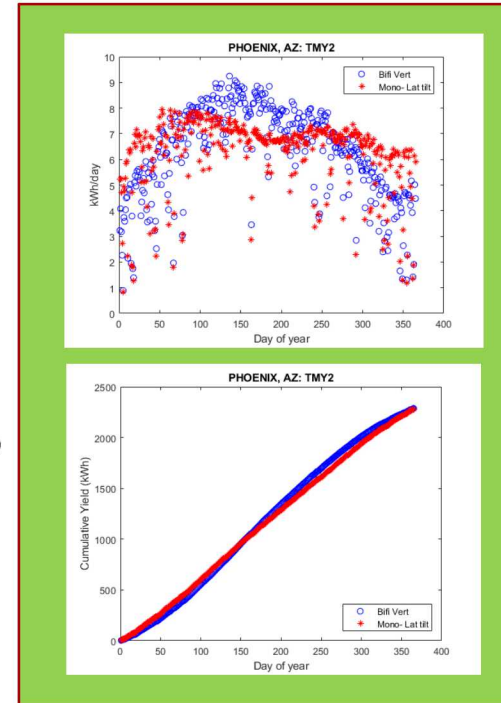 PHOENIX, AZ: TMY2
10
9
8
7
6
5
4
3
2
1
0
kWh/day
Bifi Vert
Mono- Lat tilt
0 50 100 150 200 250 300 350 400
Day of year
PHOENIX, AZ: TMY2
2500
2000
1500
1000
500
0
Cumulative Yield (kWh)
Bifi Vert
Mono- Lat tilt
0 50 100 150 200 250 300 350 400
Day of year